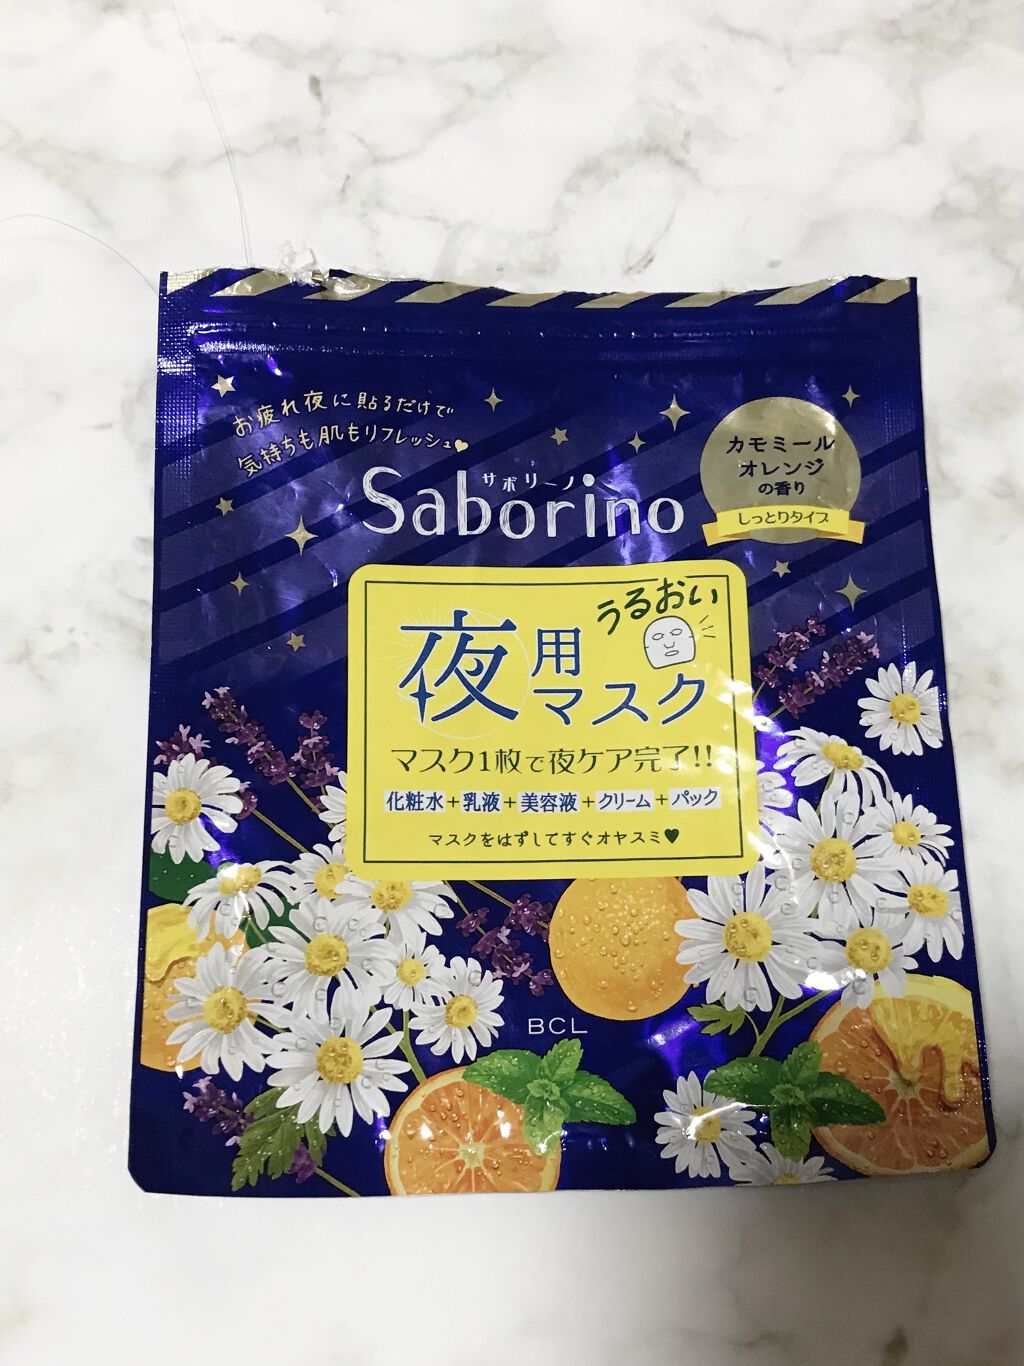 お疲れ夜に貼るだけで
気持ちも肌もリフレッシュ♥
サボリーノ
Saborino
カモミール
オレンジ
の香り
しっとりタイプ
うるおい
夜用
マスク
マスク1枚で夜ケア完了!!
化粧水+乳液+美容液+クリーム+パック
マスクをはずしてすぐオヤスミ♥
BCL